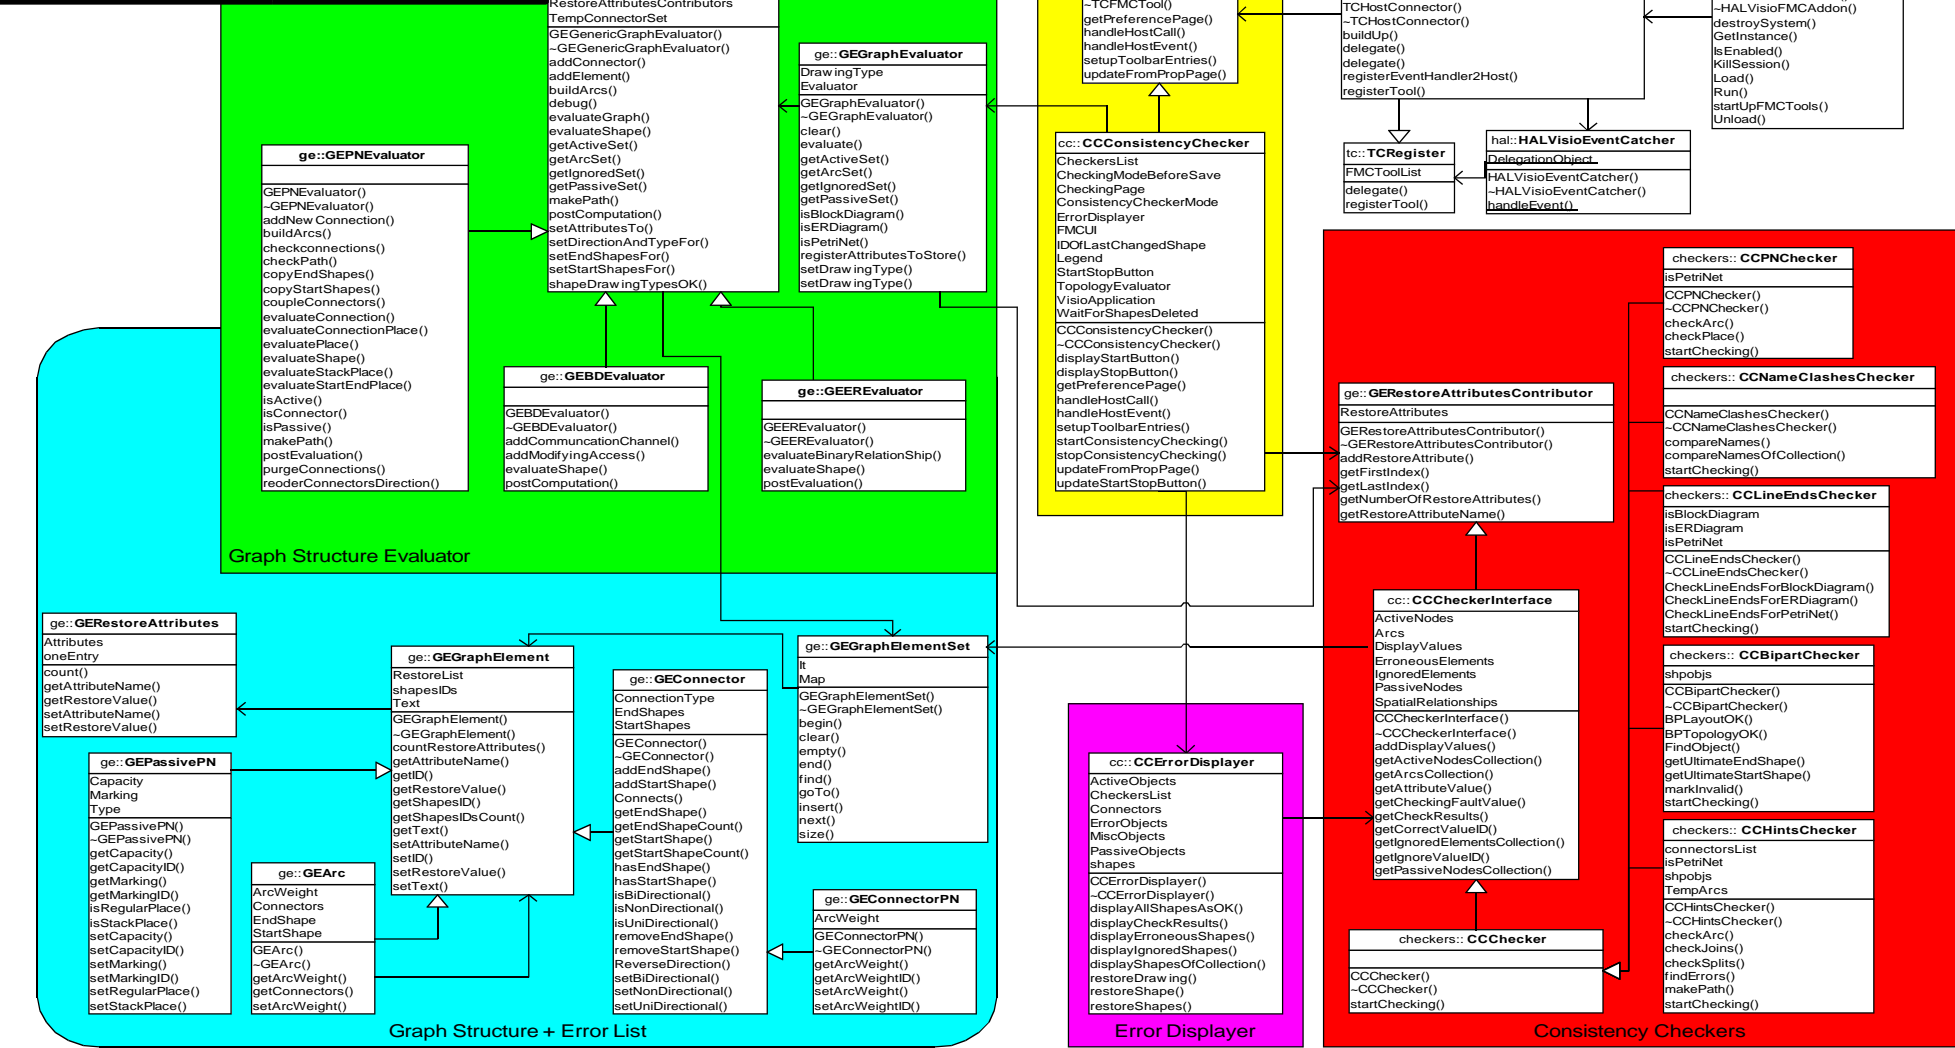 RestoreAttributesContributors
TempConnectorSet
GEGenericGraphEvaluator()
~GEGenericGraphEvaluator()
addConnector()
addElement()
buildArcs()
debug()
evaluateGraph()
evaluateShape()
getActiveSet()
getArcSet()
getIgnoredSet()
getPassiveSet()
makePath()
postComputation()
setAttributesTo()
setDirectionAndTypeFor()
setEndShapesFor()
setStartShapesFor()
shapeDrawingTypesOK()
ge::GEGraphEvaluator
DrawingType
Evaluator
GEGraphEvaluator()
~GEGraphEvaluator()
clear()
evaluate()
getActiveSet()
getArcSet()
getIgnoredSet()
getPassiveSet()
isBlockDiagram()
isERDiagram()
isPetriNet()
registerAttributesToStore()
setDrawingType()
setDrawingType()
ge::GEPNEvaluator
GEPNEvaluator()
~GEPNEvaluator()
addNewConnection()
buildArcs()
checkconnections()
checkPath()
copyEndShapes()
copyStartShapes()
coupleConnectors()
evaluateConnection()
evaluateConnectionPlace()
evaluatePlace()
evaluateShape()
evaluateStackPlace()
evaluateStartEndPlace()
isActive()
isConnector()
isPassive()
makePath()
postEvaluation()
purgeConnections()
reoderConnectorsDirection()
ge::GEBDEvaluator
GEBDEvaluator()
~GEBDEvaluator()
addCommuncationChannel()
addModifyingAccess()
evaluateShape()
postComputation()
ge::GEEREvaluator
GEEREvaluator()
~GEEREvaluator()
evaluateBinaryRelationShip()
evaluateShape()
postEvaluation()
Graph Structure Evaluator
~TCFMCTool()
getPreferencePage()
handleHostCall()
handleHostEvent()
setupToolbarEntries()
updateFromPropPage()
cc::CCConsistencyChecker
CheckersList
CheckingModeBeforeSave
CheckingPage
ConsistencyCheckerMode
ErrorDisplayer
FMCUI
IDOfLastChangedShape
Legend
StartStopButton
TopologyEvaluator
VisioApplication
WaitForShapesDeleted
CCConsistencyChecker()
~CCConsistencyChecker()
displayStartButton()
displayStopButton()
getPreferencePage()
handleHostCall()
handleHostEvent()
setupToolbarEntries()
startConsistencyChecking()
stopConsistencyChecking()
updateFromPropPage()
updateStartStopButton()
TCHostConnector()
~TCHostConnector()
buildUp()
delegate()
delegate()
registerEventHandler2Host()
registerTool()
~HALVisioFMCAddon()
destroySystem()
GetInstance()
IsEnabled()
KillSession()
Load()
Run()
startUpFMCTools()
Unload()
tc::TCRegister
FMCToolList
delegate()
registerTool()
hal::HALVisioEventCatcher
DelegationObject
HALVisioEventCatcher()
~HALVisioEventCatcher()
handleEvent()
checkers:: CCPNChecker
isPetriNet
CCPNChecker()
~CCPNChecker()
checkArc()
checkPlace()
startChecking()
checkers:: CCNameClashesChecker
CCNameClashesChecker()
~CCNameClashesChecker()
compareNames()
compareNamesOfCollection()
startChecking()
ge::GERestoreAttributesContributor
RestoreAttributes
GERestoreAttributesContributor()
~GERestoreAttributesContributor()
addRestoreAttribute()
getFirstIndex()
getLastIndex()
getNumberOfRestoreAttributes()
getRestoreAttributeName()
checkers:: CCLineEndsChecker
isBlockDiagram
isERDiagram
isPetriNet
CCLineEndsChecker()
~CCLineEndsChecker()
CheckLineEndsForBlockDiagram()
CheckLineEndsForERDiagram()
CheckLineEndsForPetriNet()
startChecking()
cc::CCCheckerInterface
ActiveNodes
Arcs
DisplayValues
ErroneousElements
IgnoredElements
PassiveNodes
SpatialRelationships
CCCheckerInterface()
~CCCheckerInterface()
addDisplayValues()
getActiveNodesCollection()
getArcsCollection()
getAttributeValue()
getCheckingFaultValue()
getCheckResults()
getCorrectValueID()
getIgnoredElementsCollection()
getIgnoreValueID()
getPassiveNodesCollection()
checkers:: CCBipartChecker
shpobjs
CCBipartChecker()
~CCBipartChecker()
BPLayoutOK()
BPTopologyOK()
FindObject()
getUltimateEndShape()
getUltimateStartShape()
markInvalid()
startChecking()
checkers:: CCHintsChecker
connectorsList
isPetriNet
shpobjs
TempArcs
CCHintsChecker()
~CCHintsChecker()
checkArc()
checkJoins()
checkSplits()
findErrors()
makePath()
startChecking()
checkers:: CCChecker
CCChecker()
~CCChecker()
startChecking()
Consistency Checkers
ge::GERestoreAttributes
Attributes
oneEntry
count()
getAttributeName()
getRestoreValue()
setAttributeName()
setRestoreValue()
ge::GEPassivePN
Capacity
Marking
Type
GEPassivePN()
~GEPassivePN()
getCapacity()
getCapacityID()
getMarking()
getMarkingID()
isRegularPlace()
isStackPlace()
setCapacity()
setCapacityID()
setMarking()
setMarkingID()
setRegularPlace()
setStackPlace()
ge::GEArc
ArcWeight
Connectors
EndShape
StartShape
GEArc()
~GEArc()
getArcWeight()
getConnectors()
setArcWeight()
ge::GEGraphElement
RestoreList
shapesIDs
Text
GEGraphElement()
~GEGraphElement()
countRestoreAttributes()
getAttributeName()
getID()
getRestoreValue()
getShapesID()
getShapesIDsCount()
getText()
setAttributeName()
setID()
setRestoreValue()
setText()
ge::GEConnector
ConnectionType
EndShapes
StartShapes
GEConnector()
~GEConnector()
addEndShape()
addStartShape()
Connects()
getEndShape()
getEndShapeCount()
getStartShape()
getStartShapeCount()
hasEndShape()
hasStartShape()
isBiDirectional()
isNonDirectional()
isUniDirectional()
removeEndShape()
removeStartShape()
ReverseDirection()
setBiDirectional()
setNonDirectional()
setUniDirectional()
ge::GEGraphElementSet
It
Map
GEGraphElementSet()
~GEGraphElementSet()
begin()
clear()
empty()
end()
find()
goTo()
insert()
next()
size()
ge::GEConnectorPN
ArcWeight
GEConnectorPN()
~GEConnectorPN()
getArcWeight()
getArcWeightID()
setArcWeight()
setArcWeightID()
Graph Structure + Error List
cc::CCErrorDisplayer
ActiveObjects
CheckersList
Connectors
ErrorObjects
MiscObjects
PassiveObjects
shapes
CCErrorDisplayer()
~CCErrorDisplayer()
displayAllShapesAsOK()
displayCheckResults()
displayErroneousShapes()
displayIgnoredShapes()
displayShapesOfCollection()
restoreDrawing()
restoreShape()
restoreShapes()
Error Displayer